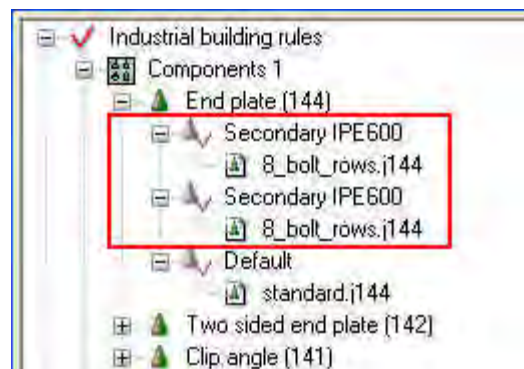 Industrial building rules
Components 1
End plate (144)
Secondary IPE600
8_bolt_rows.j144
Secondary IPE600
8_bolt_rows.j144
Default
standard.j144
Two sided end plate (142)
Clip angle (141)